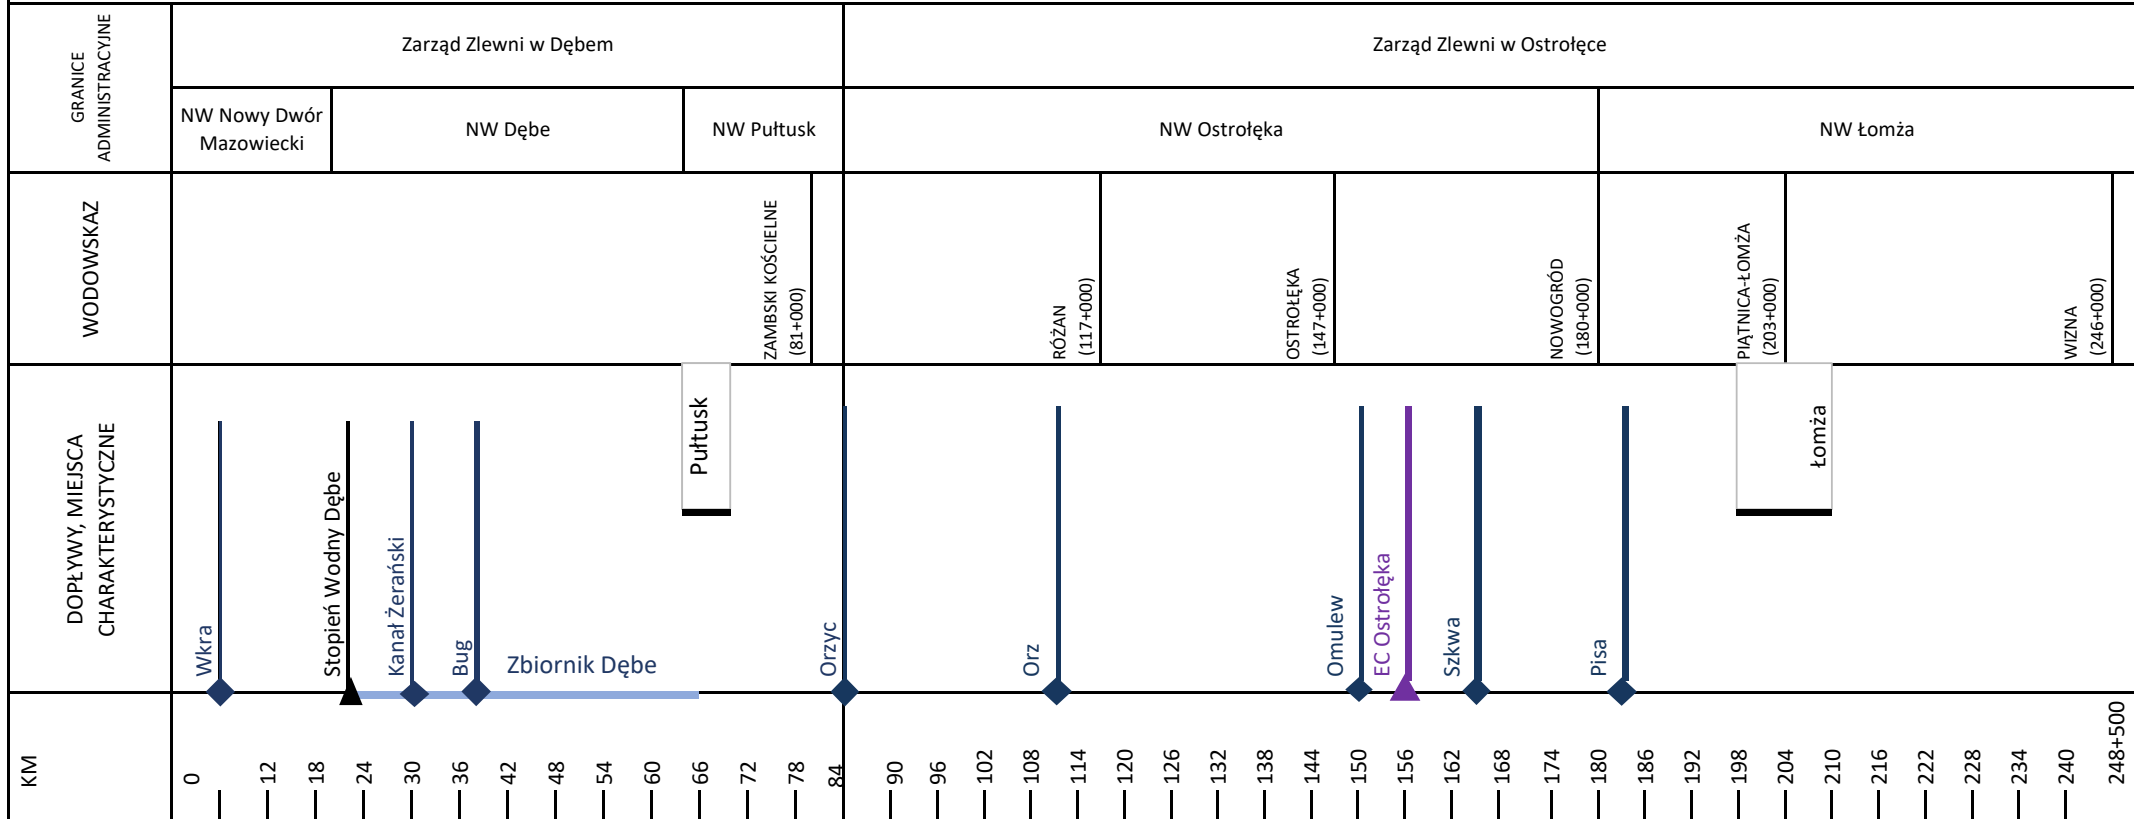 GRANICE
ADMINISTRACYJNE
Zarząd Zlewni w Dębem
Zarząd Zlewni w Ostrołęce
NW Nowy Dwór
Mazowiecki
NW Dębe
NW Pułtusk
NW Ostrołęka
NW Łomża
WODOWSKAZ
ZAMBSKI KOŚCIELNE
(81+000)
RÓŻAN
(117+000)
OSTROŁĘKA
(147+000)
NOWOGRÓD
(180+000)
PIĄTNICA-ŁOMŻA
(203+000)
WIZNA
(246+000)
DOPŁYWY, MIEJSCA
CHARAKTERYSTYCZNE
Wkra
Stopień Wodny Dębe
Kanał Żerański
Bug
Zbiornik Dębe
Pułtusk
Orzyc
Orz
Omulew
EC Ostrołęka
Szkwa
Pisa
Łomża
KM
0
12
18
24
30
36
42
48
54
60
66
72
78
84
90
96
102
108
114
120
126
132
138
144
150
156
162
168
174
180
186
192
198
204
210
216
222
228
234
240
248+500